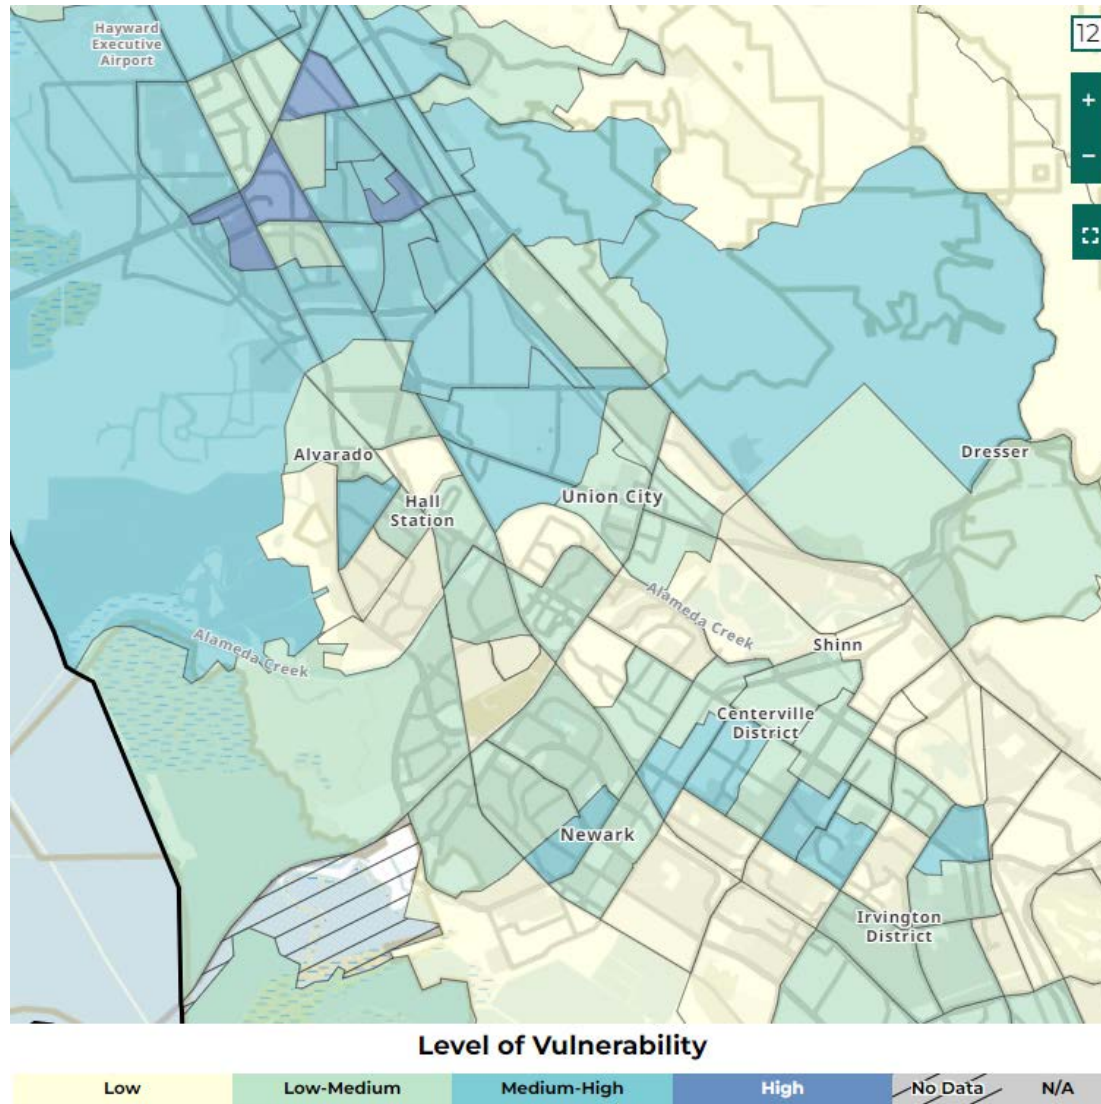 Hayward
Executive
Airport
12
+
−
Dresser
Alvarado
Hall
Station
Union City
Alameda Creek
Alameda Creek
Shinn
Centerville
District
Newark
Irvington
District
Level of Vulnerability
Low
Low-Medium
Medium-High
High
No Data
N/A